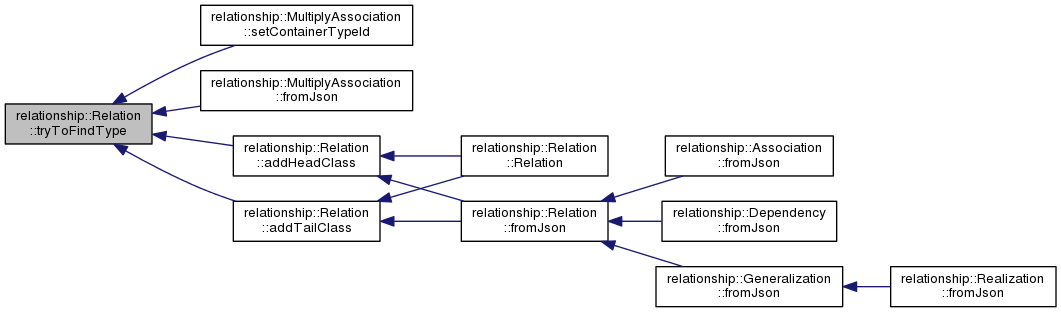 relationship::MultiplyAssociation
::setContainerTypeId
relationship::MultiplyAssociation
::fromJson
relationship::Relation
::tryToFindType
relationship::Relation
::addHeadClass
relationship::Relation
::Relation
relationship::Association
::fromJson
relationship::Relation
::addTailClass
relationship::Relation
::fromJson
relationship::Dependency
::fromJson
relationship::Generalization
::fromJson
relationship::Realization
::fromJson